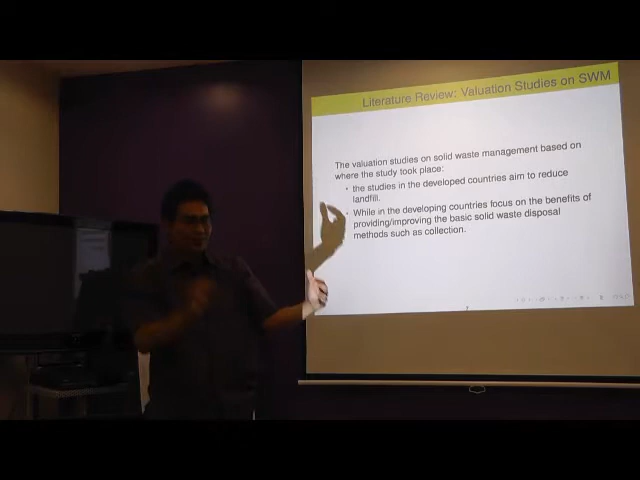 Literature Review: Valuation Studies on SWM
The valuation studies on solid waste management based on
where the study took place:
the studies in the developed countries aim to reduce
landfill.
While in the developing countries focus on the benefits of
providing/improving the basic solid waste disposal
methods such as collection.